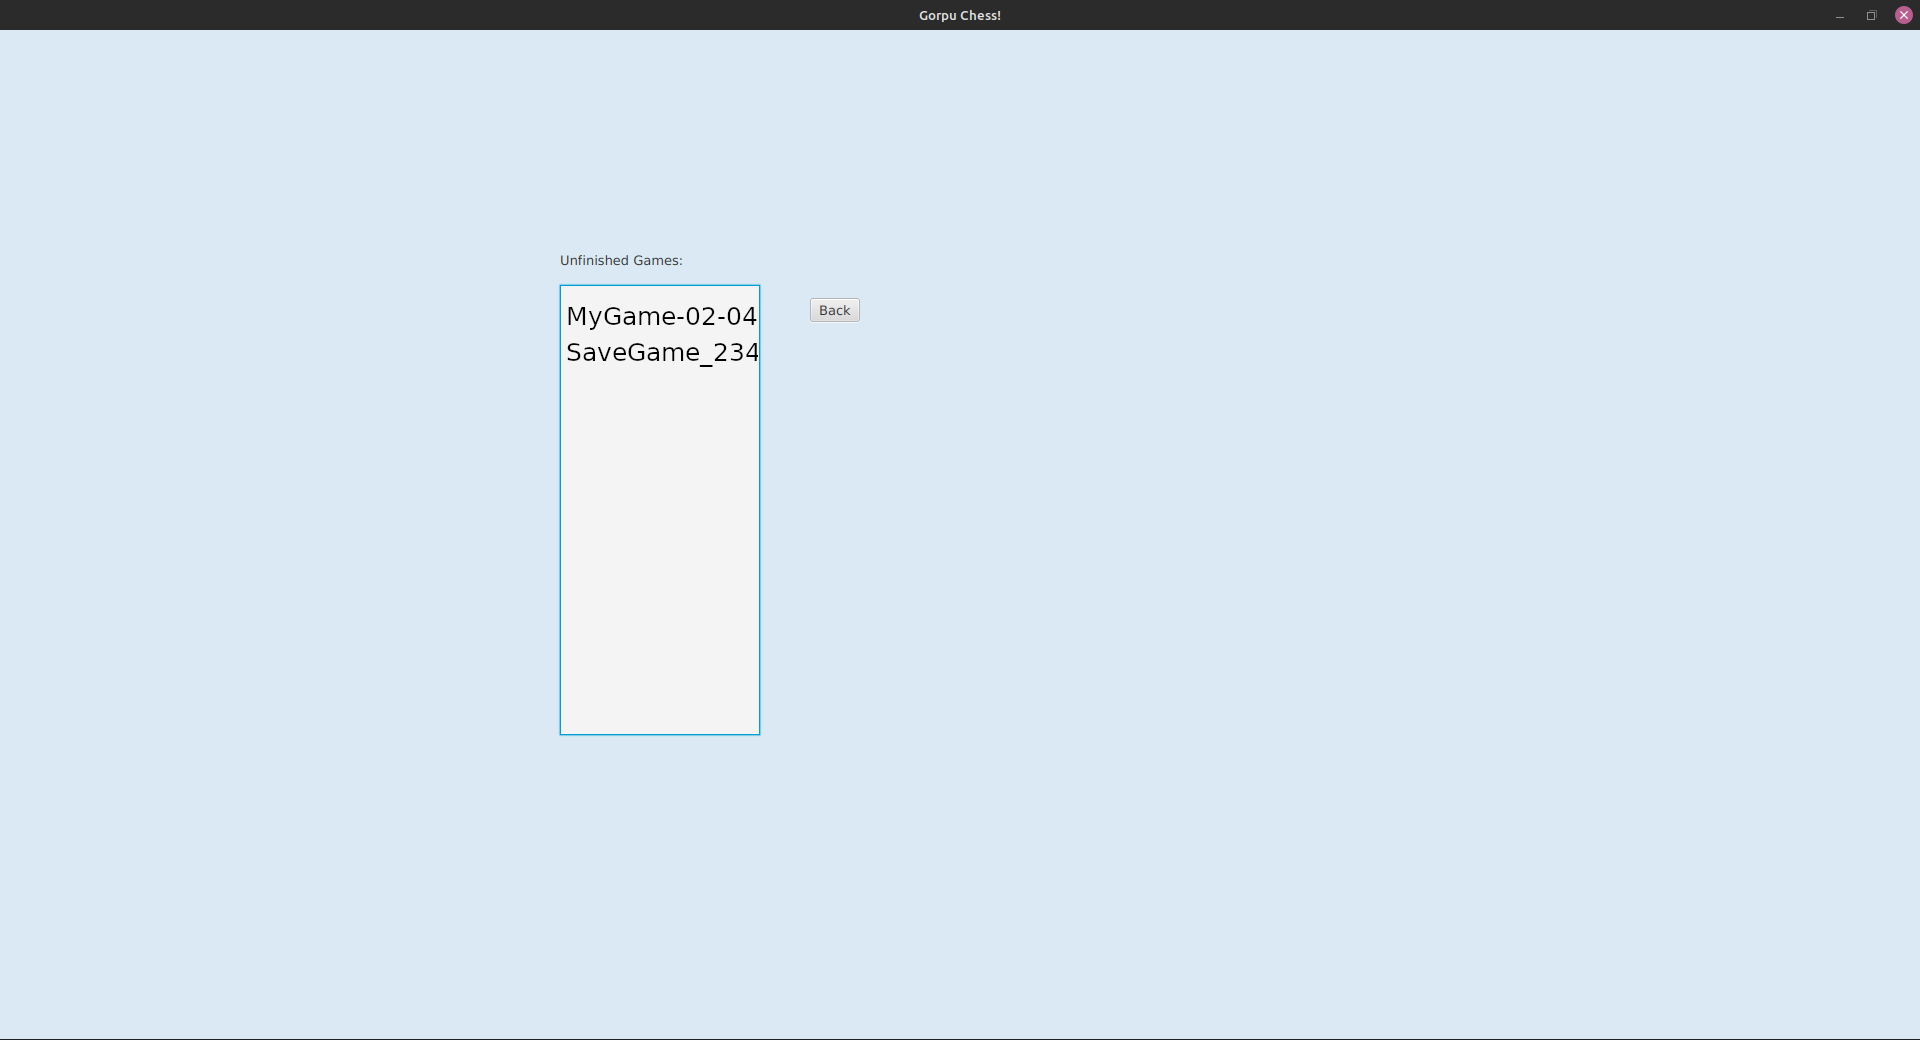 Gorpu Chess!
Unfinished Games:
MyGame-02-04
Back
SaveGame_234